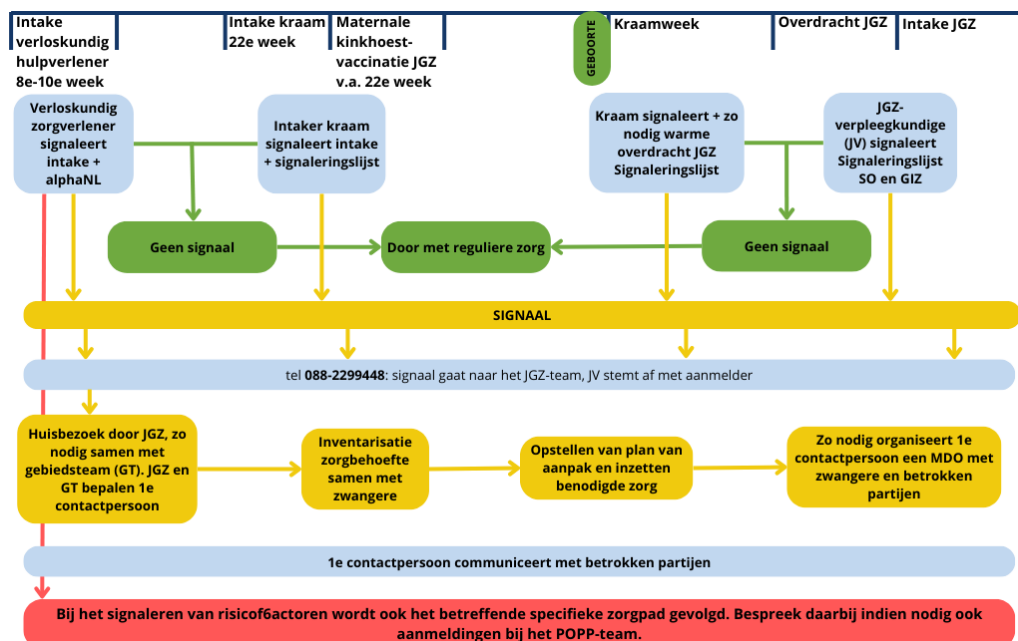 Intake
verloskundig
hulpverlener
8e-10e week
Intake kraam
22e week
Maternale
kinkhoest-
vaccinatie JGZ
v.a. 22e week
GEBOORTE
Kraamweek
Overdracht JGZ
Intake JGZ
Verloskundig
zorgverlener
signaleert
intake +
alphaNL
Intaker kraam
signaleert intake
+ signaleringslijst
Kraam signaleert + zo
nodig warme
overdracht JGZ
Signaleringslijst
JGZ-
verpleegkundige
(JV) signaleert
Signaleringslijst
SO en GIZ
Geen signaal
Door met reguliere zorg
Geen signaal
SIGNAAL
tel 088-2299448: signaal gaat naar het JGZ-team, JV stemt af met aanmelder
Huisbezoek door JGZ, zo
nodig samen met
gebiedsteam (GT). JGZ en
GT bepalen 1e
contactpersoon
Inventarisatie
zorgbehoefte
samen met
zwangere
Opstellen van plan van
aanpak en inzetten
benodigde zorg
Zo nodig organiseert 1e
contactpersoon een MDO met
zwangere en betrokken
partijen
1e contactpersoon communiceert met betrokken partijen
Bij het signaleren van risicof6actoren wordt ook het betreffende specifieke zorgpad gevolgd. Bespreek daarbij indien nodig ook
aanmeldingen bij het POPP-team.